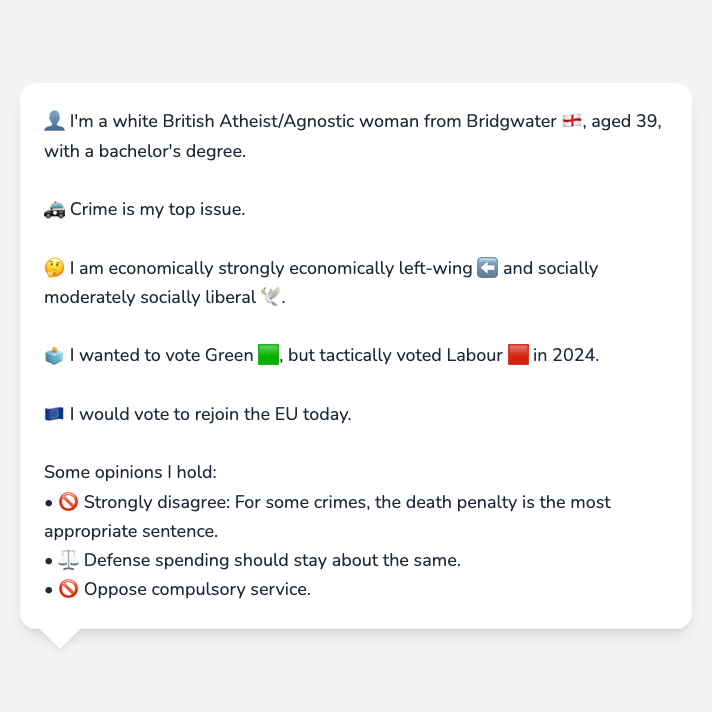 👤 I'm a white British Atheist/Agnostic woman from Bridgwater 🏴󠁧󠁢󠁥󠁮󠁧󠁿, aged 39,
with a bachelor's degree.
🚓 Crime is my top issue.
🤔 I am economically strongly economically left-wing ⬅️ and socially
moderately socially liberal 🕊️.
🗳️ I wanted to vote Green 🟩, but tactically voted Labour 🟥 in 2024.
🇪🇺 I would vote to rejoin the EU today.
Some opinions I hold:
• 🚫 Strongly disagree: For some crimes, the death penalty is the most
appropriate sentence.
• ⚖️ Defense spending should stay about the same.
• 🚫 Oppose compulsory service.